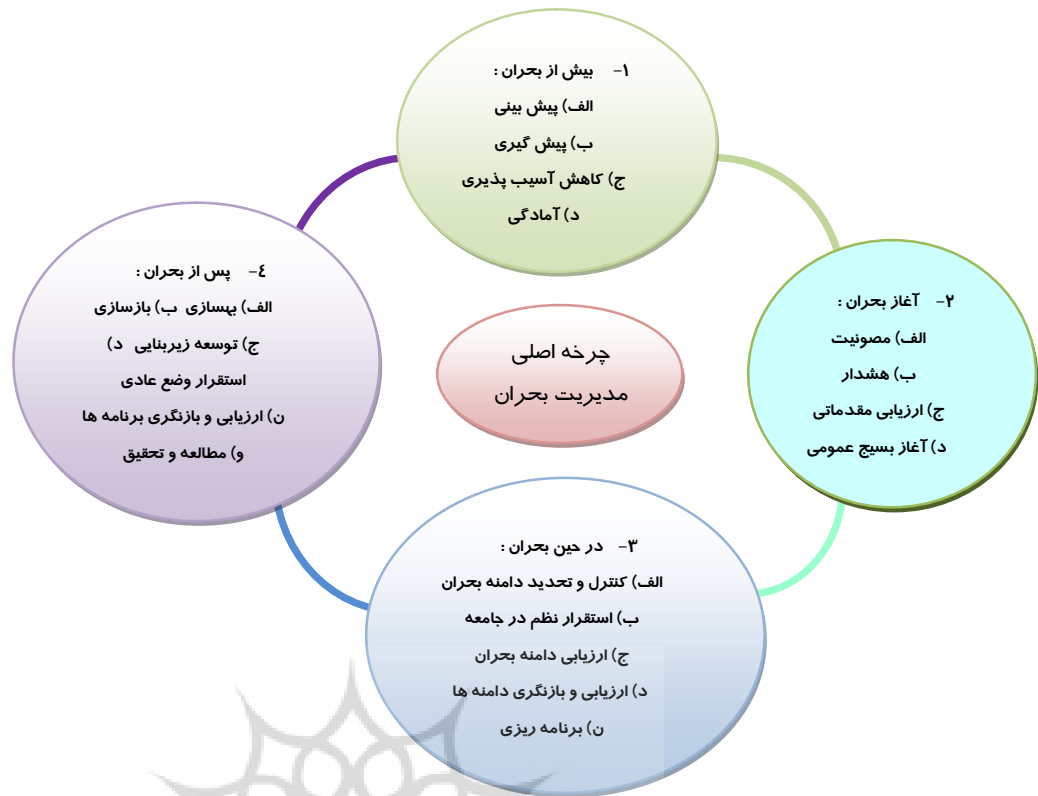 ۱- بیش از بحران :
الف) پیش بینی
ب) پیش گیری
ج) کاهش آسیب پذیری
د) آمادگی
۲- آغاز بحران :
الف) مصونیت
ب) هشدار
ج) ارزیابی مقدماتی
د) آغاز بسیج عمومی
۳- در حین بحران :
الف) کنترل و تحدید دامنه بحران
ب) استقرار نظم در جامعه
ج) ارزیابی دامنه بحران
د) ارزیابی و بازنگری دامنه ها
ن) برنامه ریزی
٤- پس از بحران :
الف) بهسازی ب) بازسازی
ج) توسعه زیربنایی د)
استقرار وضع عادی
ن) ارزیابی و بازنگری برنامه ها
و) مطالعه و تحقیق
چرخه اصلی
مدیریت بحران